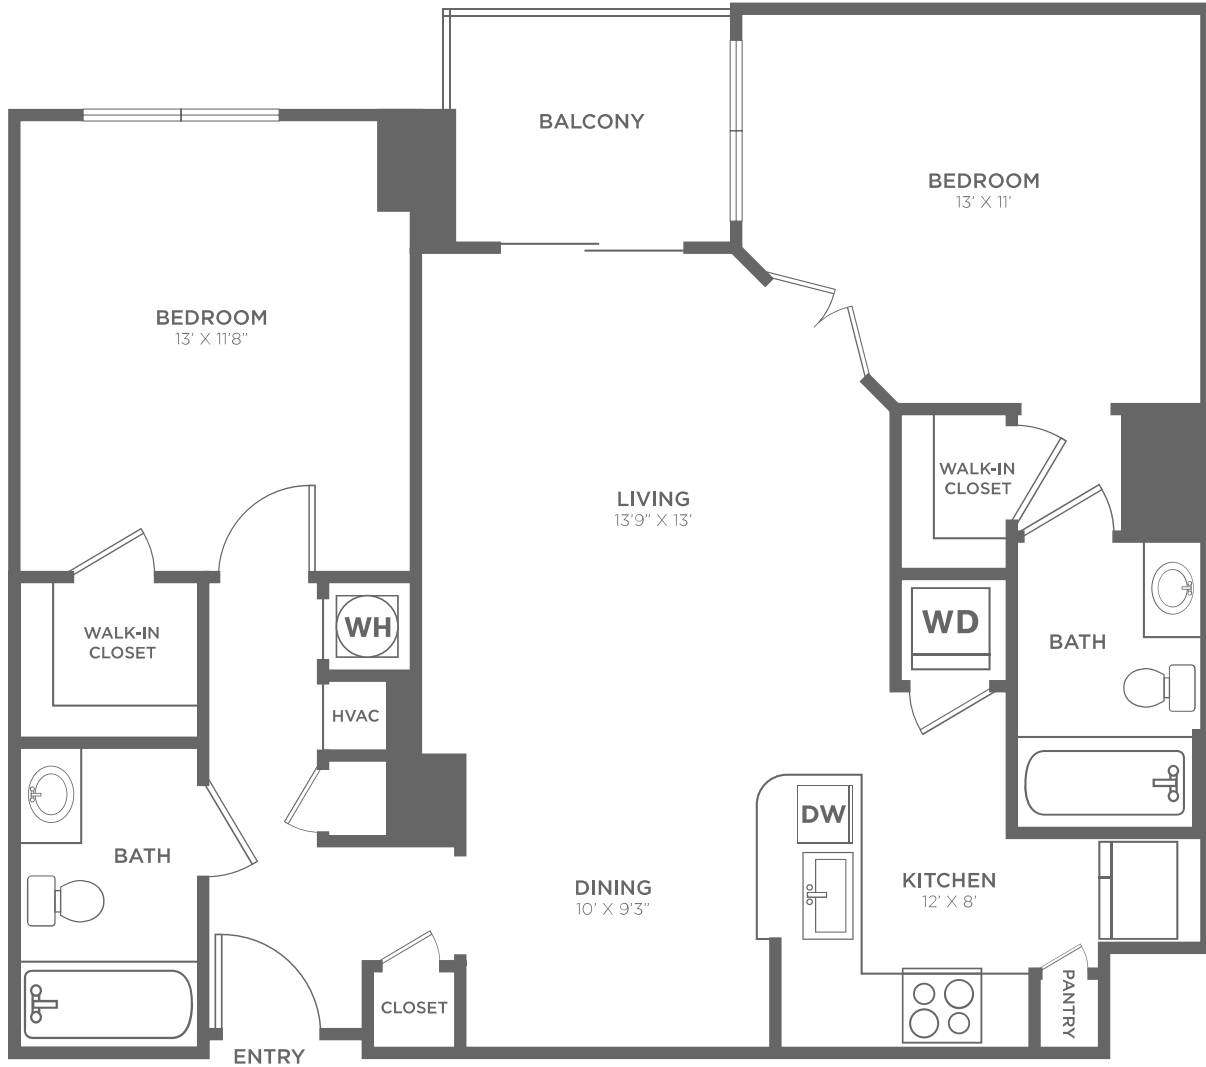 BALCONY
BEDROOM
13' X 11'
BEDROOM
13' X 11'8"
LIVING
13'9" X 13'
WALK-IN
CLOSET
WALK-IN
CLOSET
WH
WD
BATH
HVAC
DW
BATH
DINING
10' X 9'3"
KITCHEN
12' X 8'
CLOSET
PANTRY
ENTRY